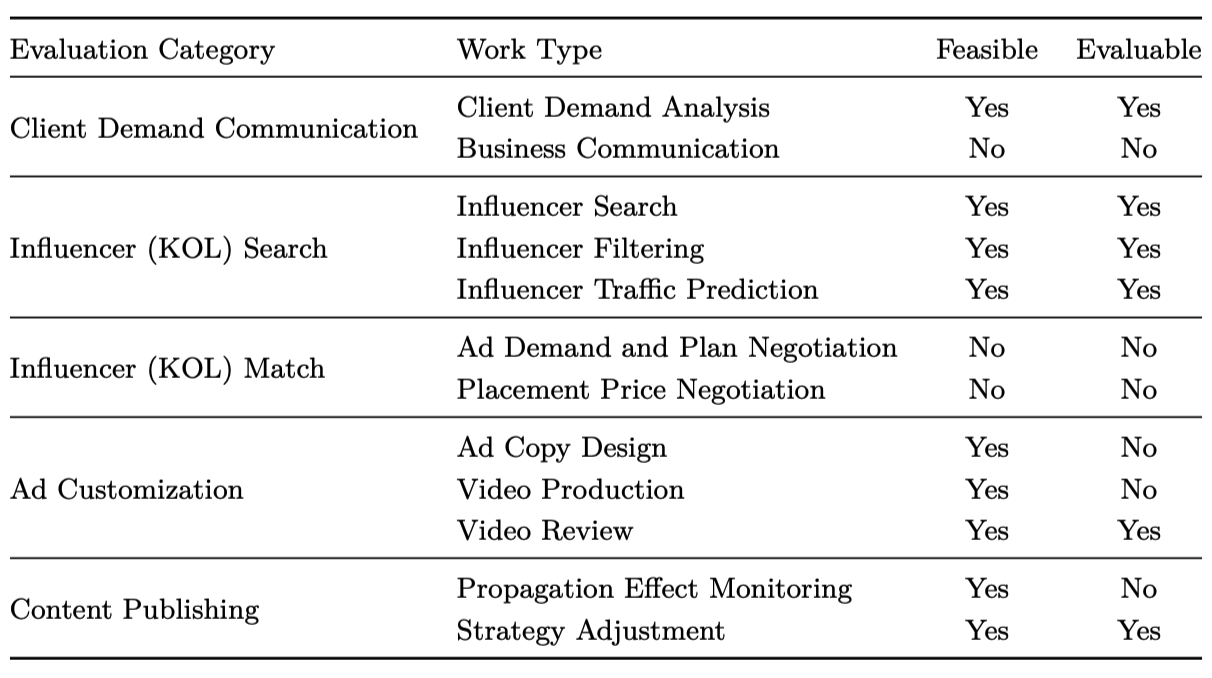 Evaluation Category Work Type Feasible Evaluable
Client Demand Communication
Client Demand Analysis Yes Yes
Business Communication No No
Influencer (KOL) Search
Influencer Search Yes Yes
Influencer Filtering Yes Yes
Influencer Traffic Prediction Yes Yes
Influencer (KOL) Match
Ad Demand and Plan Negotiation No No
Placement Price Negotiation No No
Ad Customization
Ad Copy Design Yes No
Video Production Yes No
Video Review Yes Yes
Content Publishing
Propagation Effect Monitoring Yes No
Strategy Adjustment Yes Yes